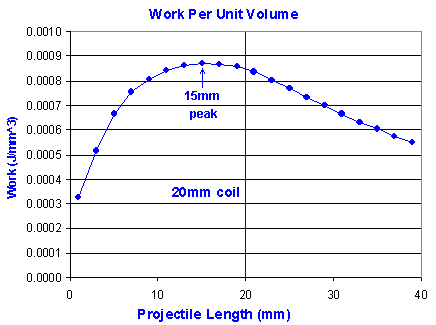 Work Per Unit Volume
Work (J/mm^3)
0.0010
0.0009
0.0008
0.0007
0.0006
0.0005
0.0004
0.0003
0.0002
0.0001
0.0000
15mm
peak
20mm coil
0
10
20
30
40
Projectile Length (mm)